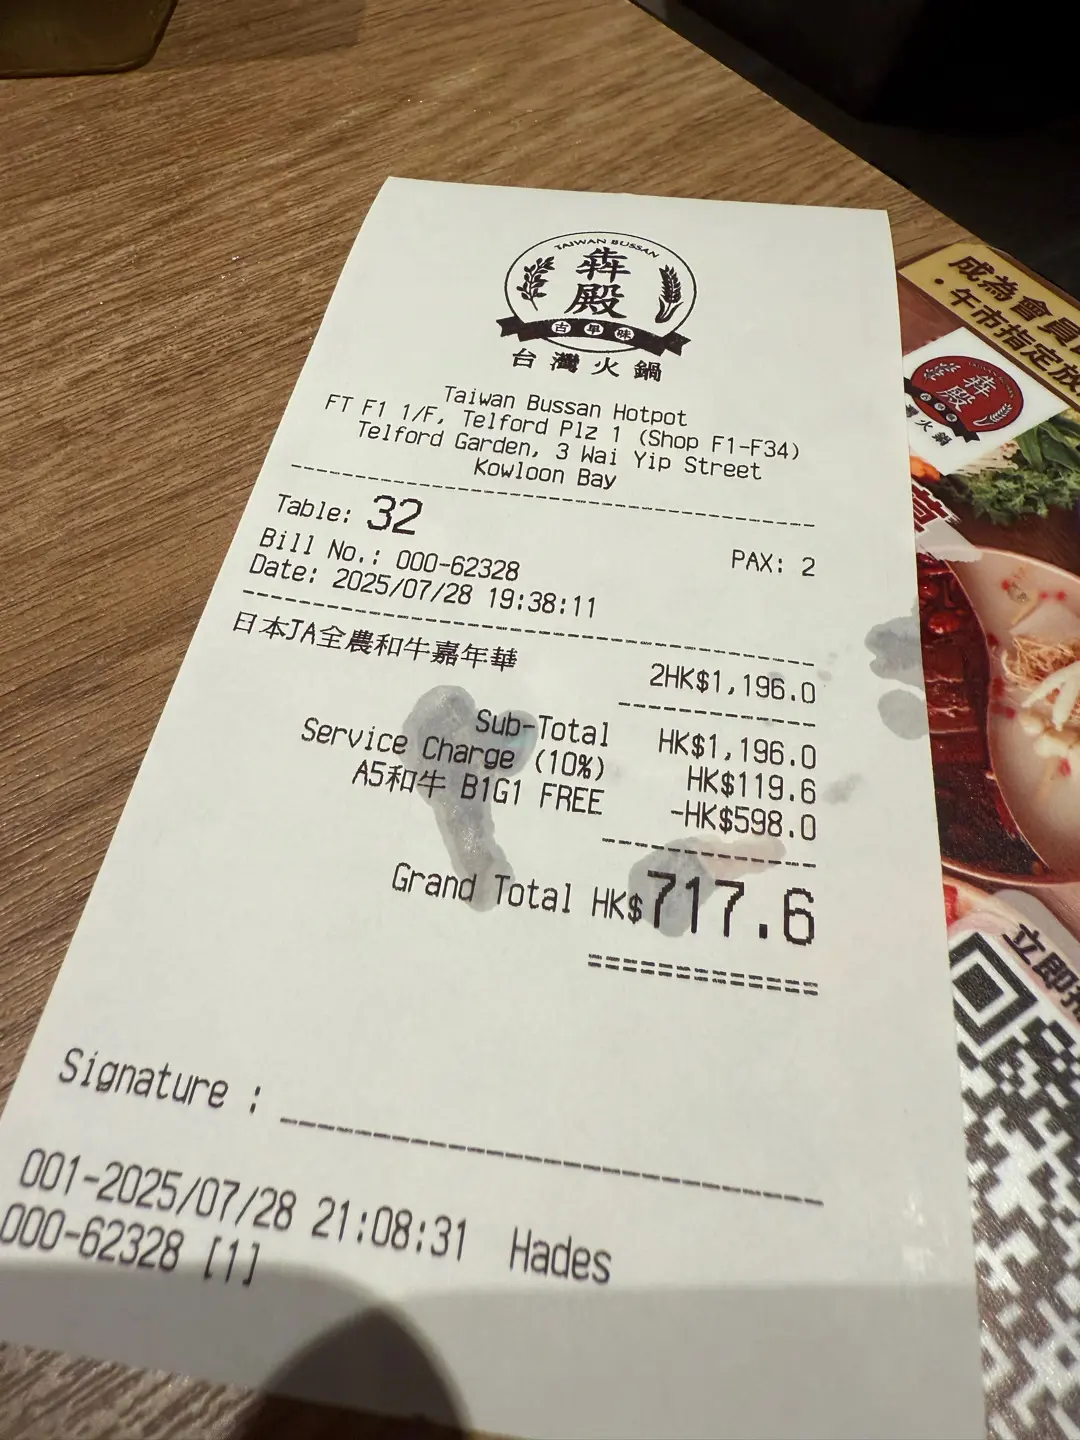 TAIWAN BUSSAN
犇殿
古早味
台灣火鍋
Taiwan Bussan Hotpot
FT F1 1/F, Telford Plz 1 (Shop F1-F34)
Telford Garden, 3 Wai Yip Street
Kowloon Bay
Table: 32 PAX: 2
Bill No.: 000-62328
Date: 2025/07/28 19:38:11
日本JA全農和牛嘉年華 2HK$1,196.0
Sub-Total HK$1,196.0
Service Charge (10%) HK$119.6
A5和牛 B1G1 FREE -HK$598.0
Grand Total HK$717.6
Signature :
001-2025/07/28 21:08:31 Hades
000-62328 [1]
成為會員
・午市指定放
犇殿
火鍋
立即